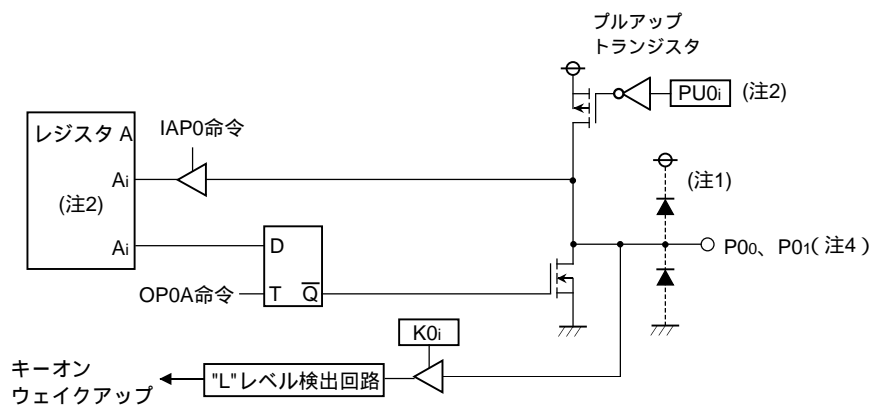 プルアップ
トランジスタ
PU0i (注2)
レジスタ A
IAP0命令
Ai
(注1)
(注2)
Ai
D
P00、P01(注4)
OP0A命令
T Q̅
K0i
キーオン
ウェイクアップ
"L"レベル検出回路